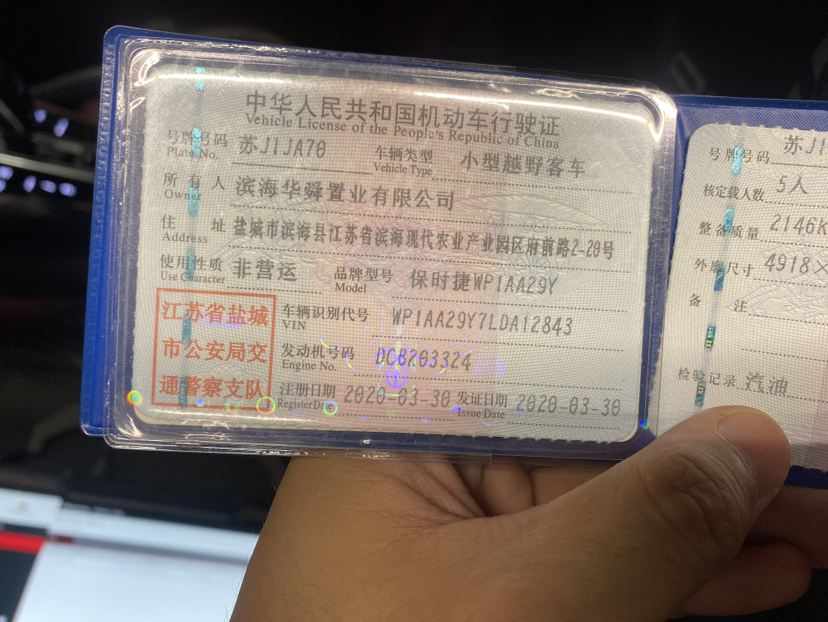 中华人民共和国机动车行驶证
Vehicle License of the People's Republic of China
号牌号码 苏J1JA70 车辆类型 小型越野客车
Plate No. Vehicle Type
所有人 滨海华舜置业有限公司
Owner
住址 盐城市滨海县江苏省滨海现代农业产业园区府前路2-20号
Address
使用性质 非营运 品牌型号 保时捷WP1AA29Y
Use Character Model
江苏省盐城
市公安局交
通警察支队
车辆识别代号 WP1AA29Y7LDA12843
VIN
发动机号码 DCB203324
Engine No.
注册日期 2020-03-30 发证日期 2020-03-30
Register Date Issue Date
号牌号码 苏J1
核定载人数 5人
整备质量 2146K
外廓尺寸 4918×
备注
检验记录 汽油